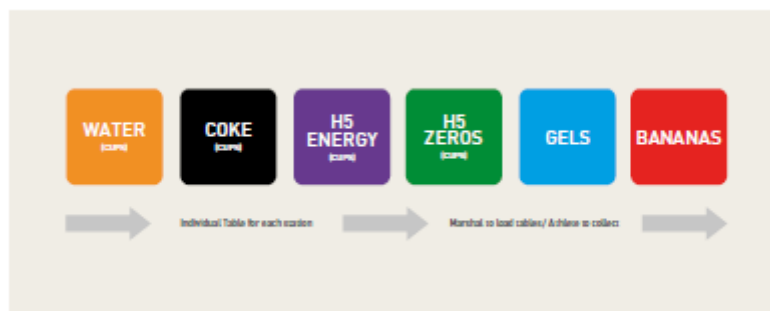 WATER
(CUPS)
COKE
(CUPS)
H5
ENERGY
(CUPS)
H5
ZEROS
(CUPS)
GELS
BANANAS
Individual Table for each station
Marshal to load tables/ Athlete to collect